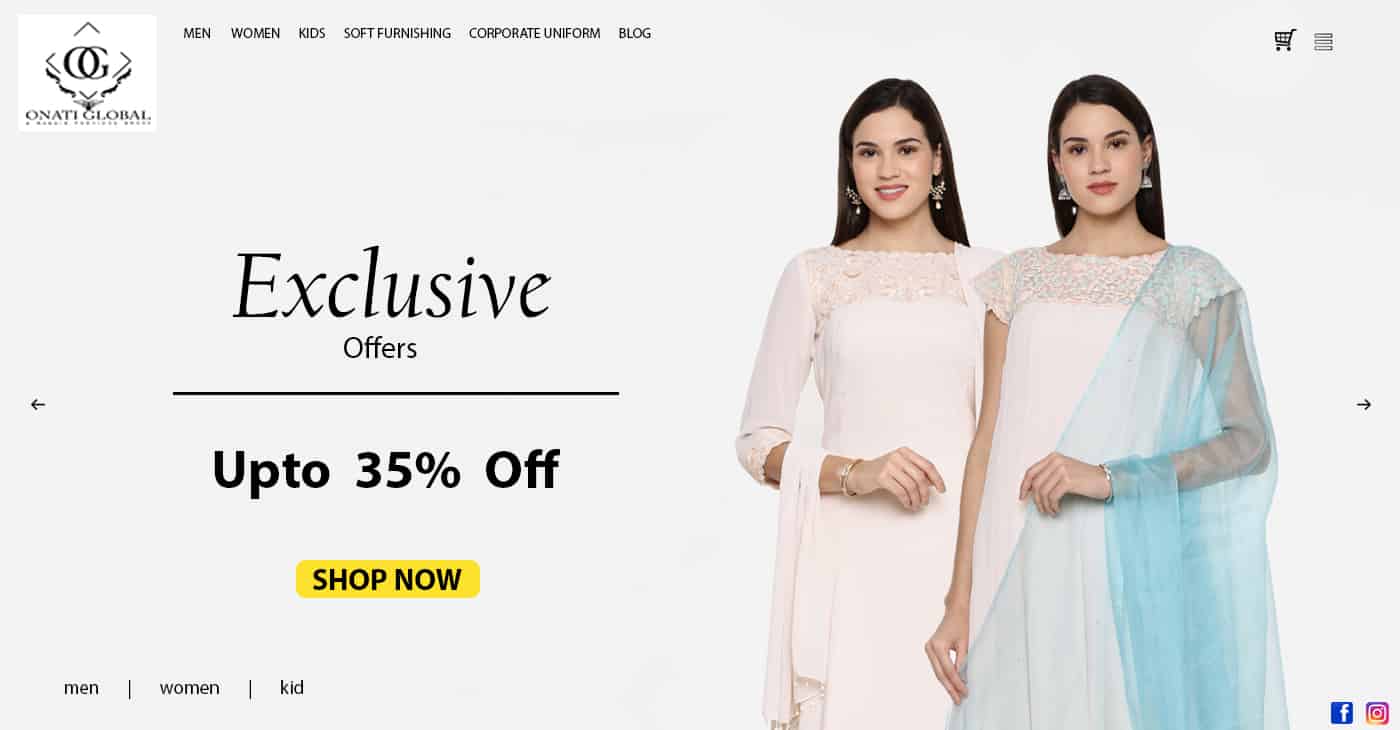 OG
ONATI GLOBAL
MEN WOMEN KIDS SOFT FURNISHING CORPORATE UNIFORM BLOG
Exclusive
Offers
Upto 35% Off
SHOP NOW
men | women | kid